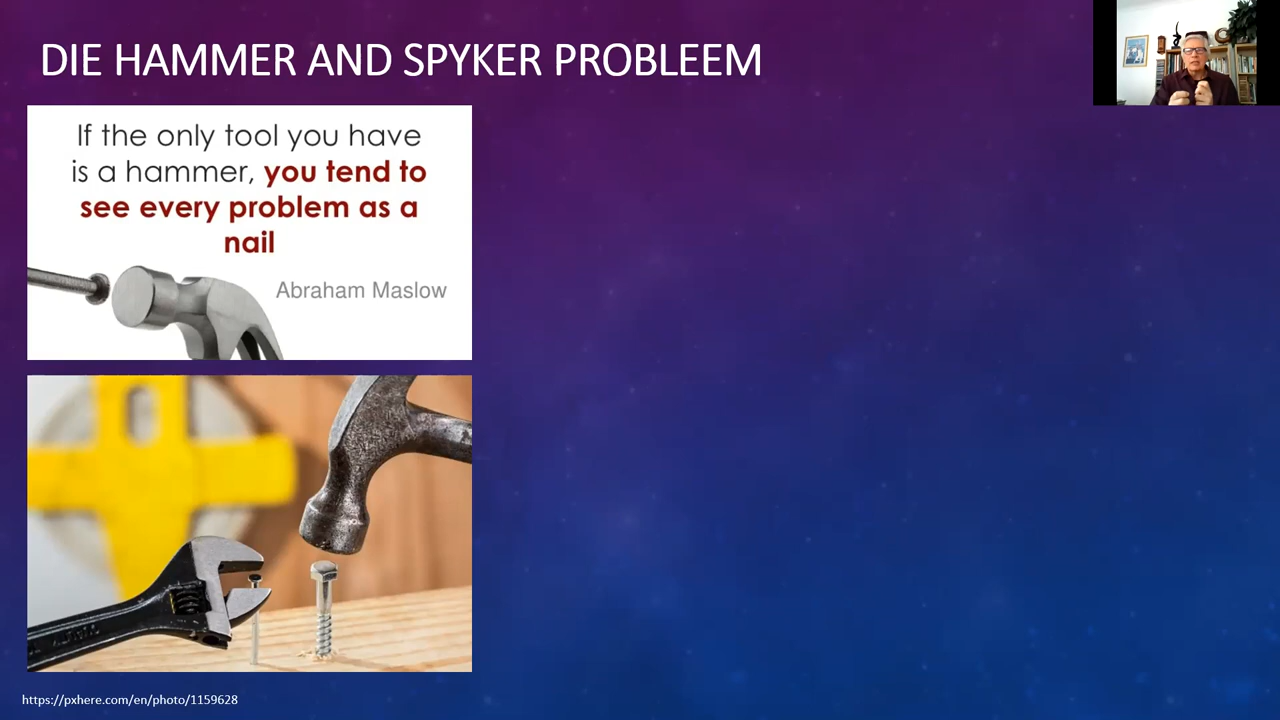 DIE HAMMER AND SPYKER PROBLEEM
If the only tool you have
is a hammer, you tend to
see every problem as a
nail
Abraham Maslow
https://pxhere.com/en/photo/1159628